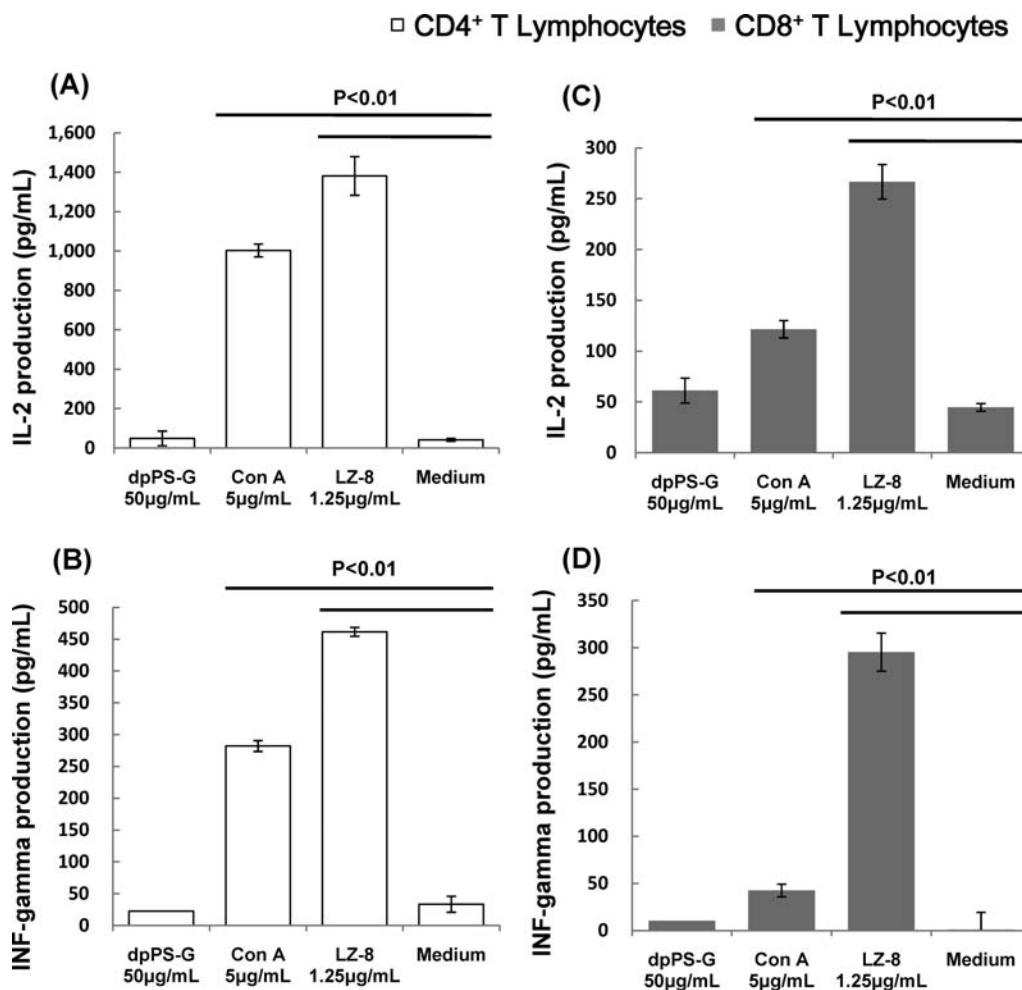 CD4⁺ T Lymphocytes CD8⁺ T Lymphocytes
(A)
P<0.01
IL-2 production (pg/mL)
1,600
1,400
1,200
1,000
800
600
400
200
0
dpPS-G Con A LZ-8 Medium
50µg/mL 5µg/mL 1.25µg/mL
(C)
P<0.01
IL-2 production (pg/mL)
300
250
200
150
100
50
0
dpPS-G Con A LZ-8 Medium
50µg/mL 5µg/mL 1.25µg/mL
(B)
P<0.01
INF-gamma production (pg/mL)
500
450
400
350
300
250
200
150
100
50
0
dpPS-G Con A LZ-8 Medium
50µg/mL 5µg/mL 1.25µg/mL
(D)
P<0.01
INF-gamma production (pg/mL)
350
300
250
200
150
100
50
0
dpPS-G Con A LZ-8 Medium
50µg/mL 5µg/mL 1.25µg/mL